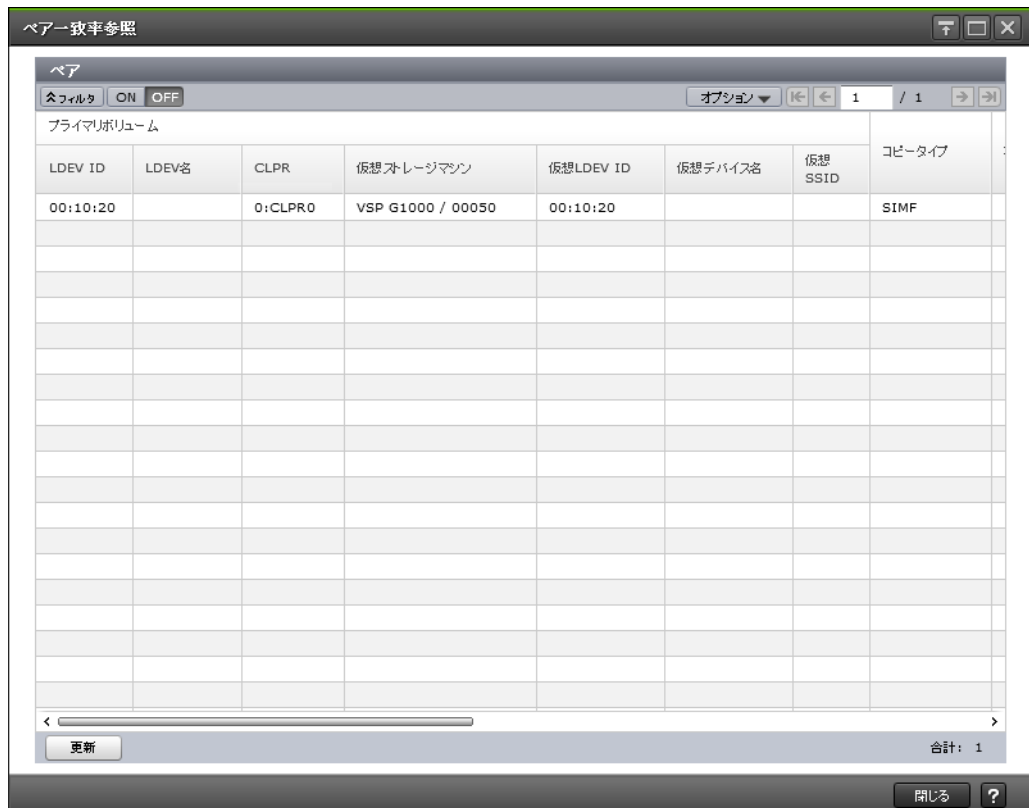 ペア一致率参照
ペア
フィルタ ON OFF オプション 1 / 1
プライマリボリューム
LDEV ID LDEV名 CLPR 仮想ストレージマシン 仮想LDEV ID 仮想デバイス名 仮想 SSID コピータイプ
00:10:20 0:CLPR0 VSP G1000 / 00050 00:10:20 SIMF
更新 合計: 1
閉じる ?